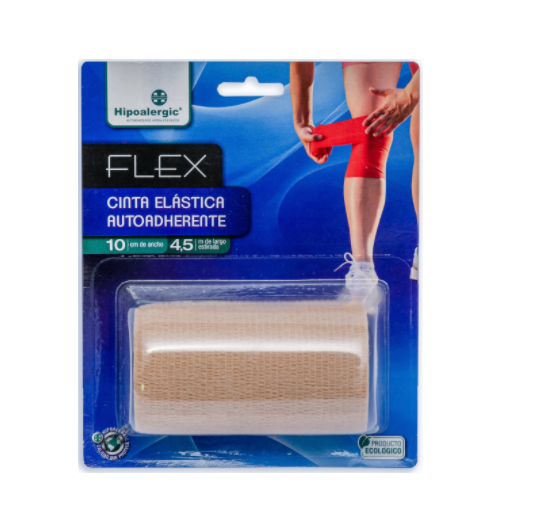 Hipoalergic®
FLEX
CINTA ELÁSTICA
AUTOADHERENTE
10 cm de ancho 4,5 m de largo
estirada
PRODUCTO
ECOLÓGICO